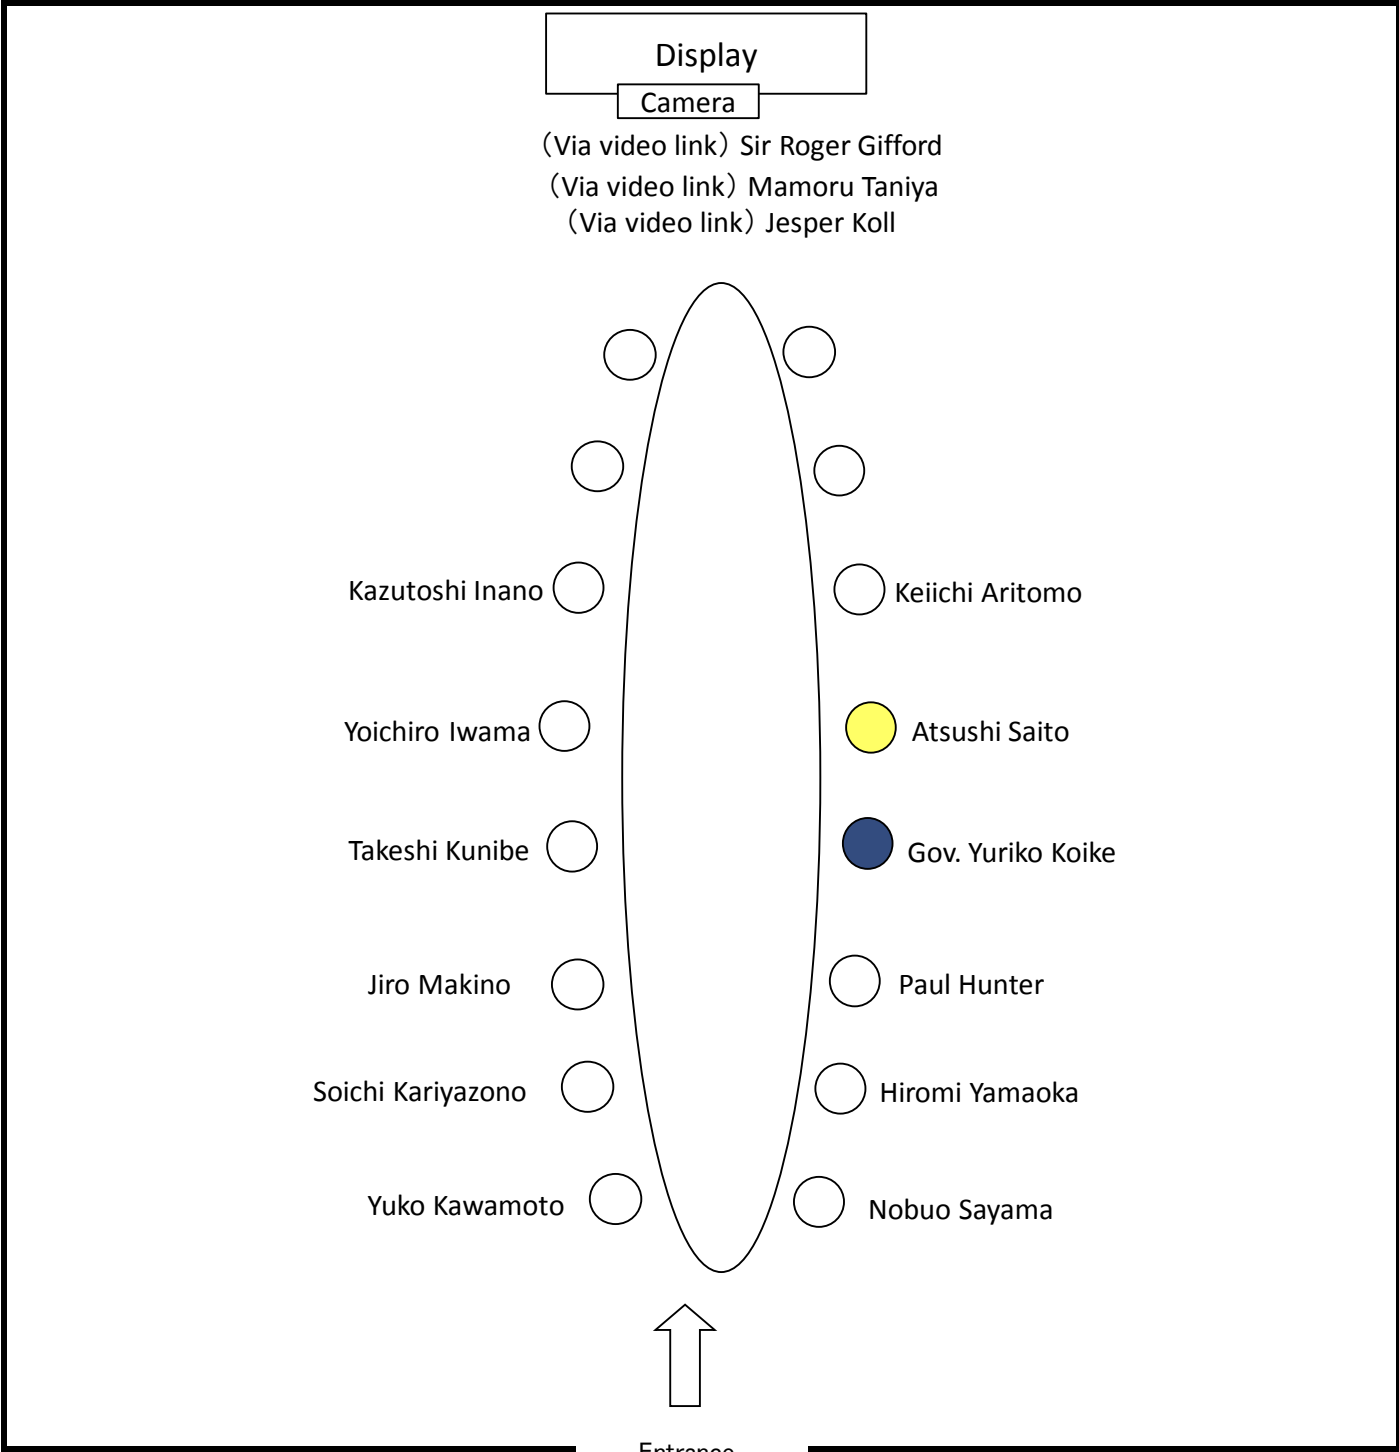 Display
Camera
（Via video link）Sir Roger Gifford
（Via video link）Mamoru Taniya
（Via video link）Jesper Koll
Kazutoshi Inano
Keiichi Aritomo
Yoichiro Iwama
Atsushi Saito
Takeshi Kunibe
Gov. Yuriko Koike
Jiro Makino
Paul Hunter
Soichi Kariyazono
Hiromi Yamaoka
Yuko Kawamoto
Nobuo Sayama
Entrance